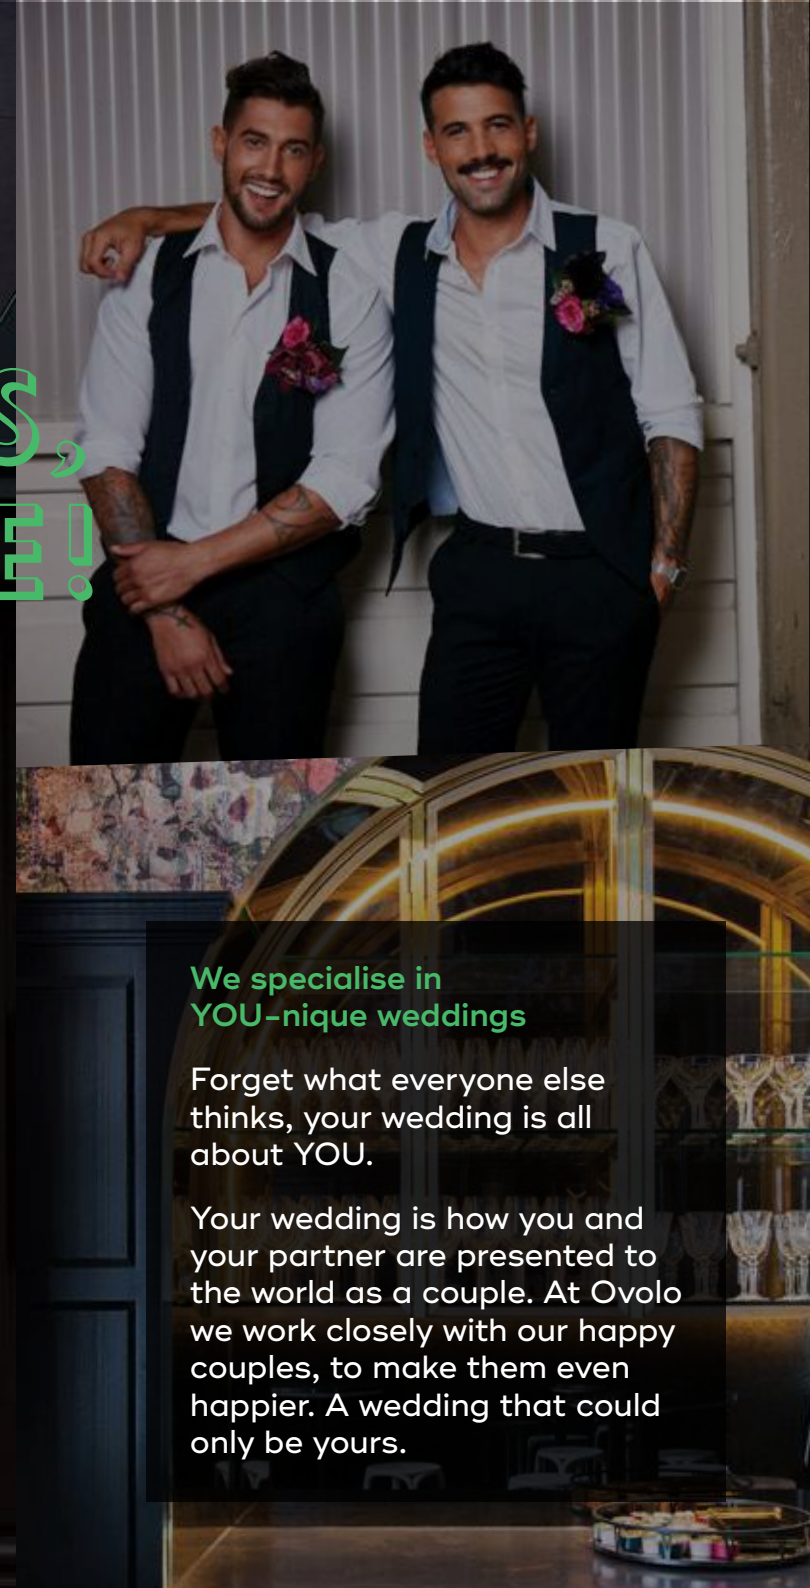 S,
E!
We specialise in
YOU-nique weddings
Forget what everyone else
thinks, your wedding is all
about YOU.
Your wedding is how you and
your partner are presented to
the world as a couple. At Ovolo
we work closely with our happy
couples, to make them even
happier. A wedding that could
only be yours.